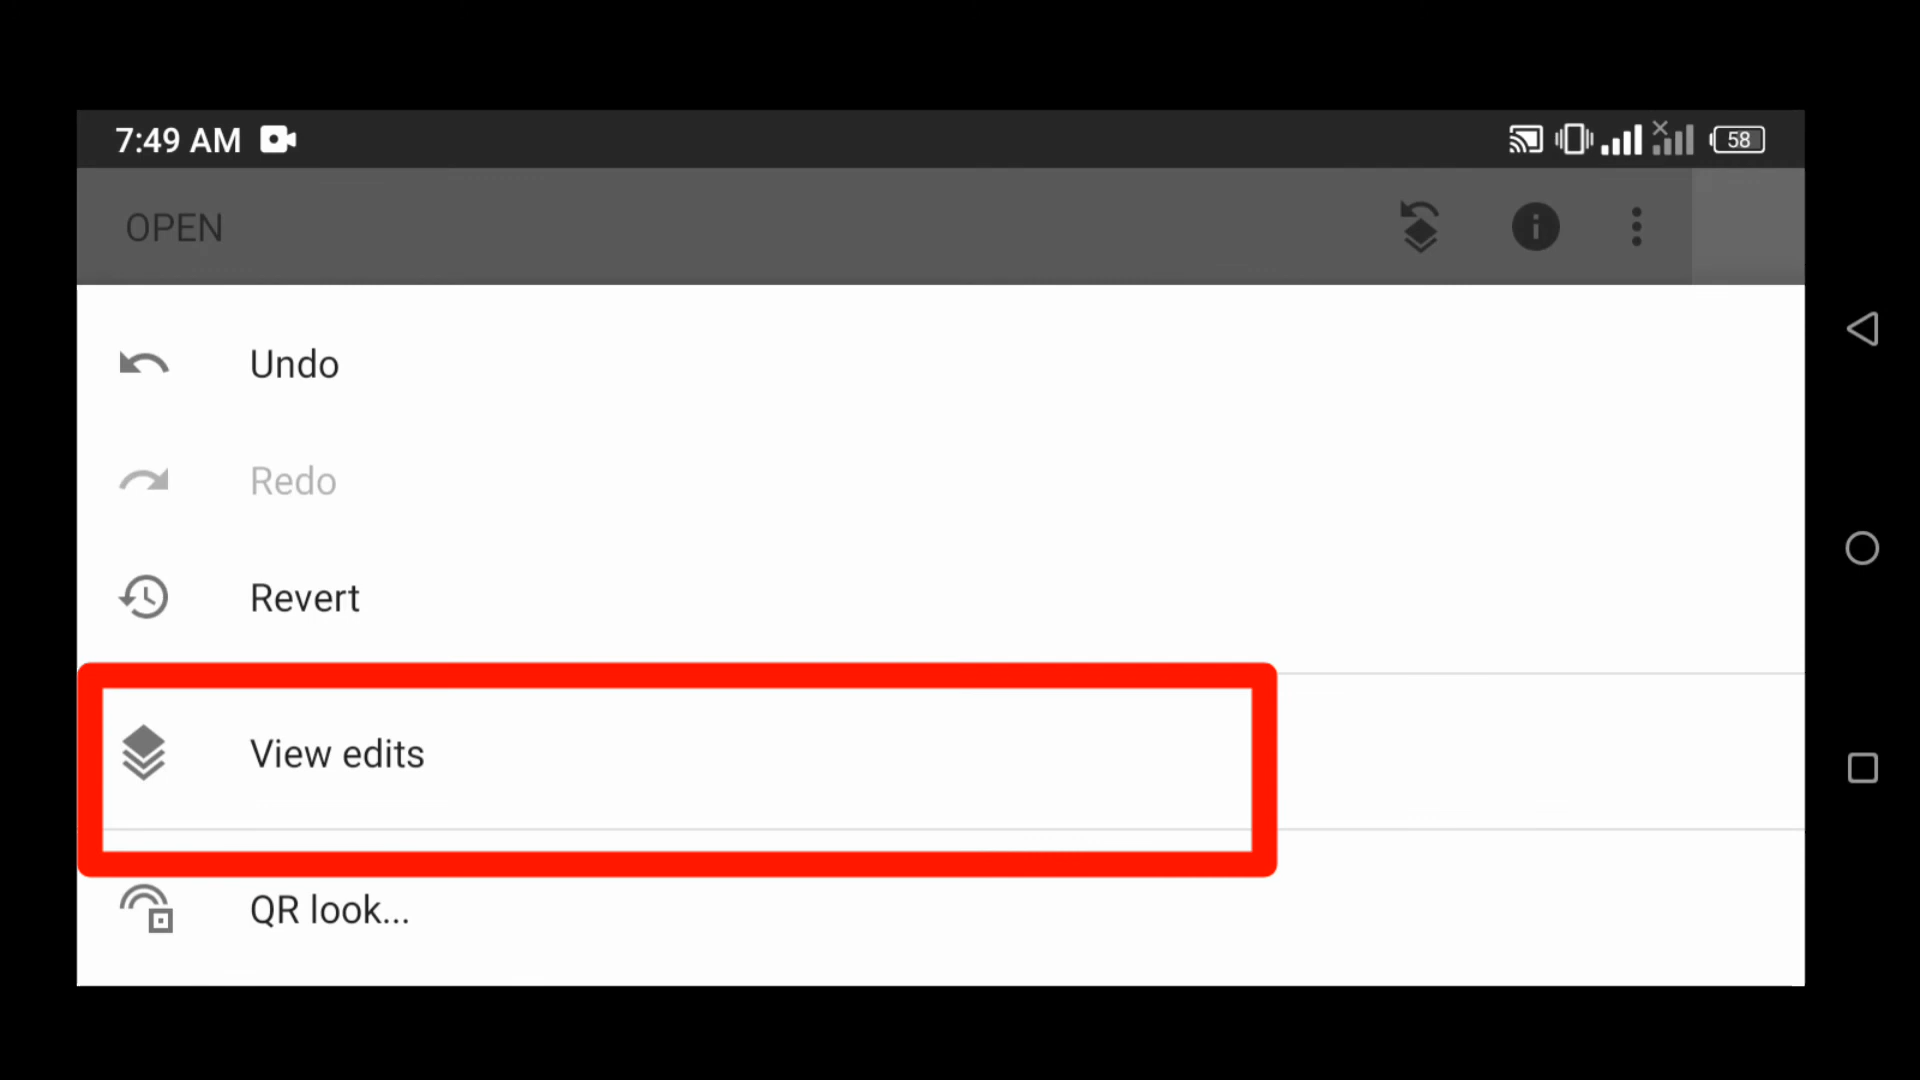 7:49 AM
58
OPEN
Undo
Redo
Revert
View edits
QR look...